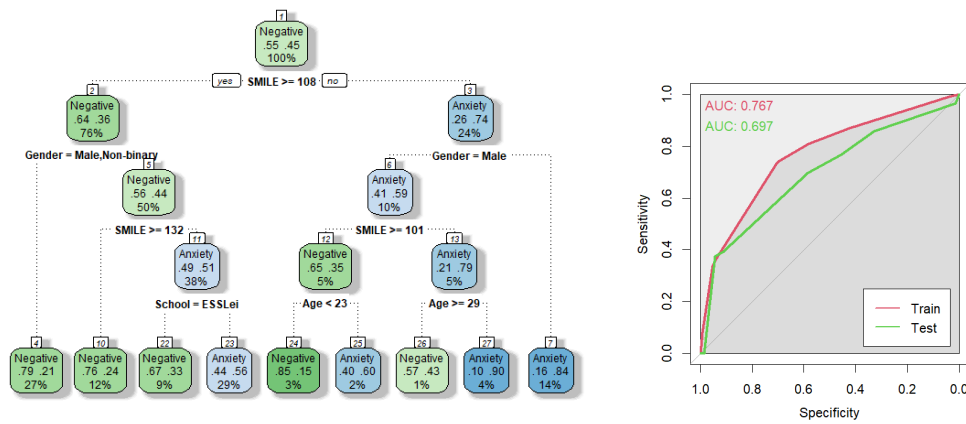 1
Negative
.55 .45
100%
yes
SMILE >= 108
no
2
Negative
.64 .36
76%
3
Anxiety
.26 .74
24%
Gender = Male,Non-binary
Gender = Male
5
Negative
.56 .44
50%
6
Anxiety
.41 .59
10%
SMILE >= 132
SMILE >= 101
11
Anxiety
.49 .51
38%
12
Negative
.65 .35
5%
13
Anxiety
.21 .79
5%
School = ESSLei
Age < 23
Age >= 29
4
Negative
.79 .21
27%
10
Negative
.76 .24
12%
22
Negative
.67 .33
9%
23
Anxiety
.44 .56
29%
24
Negative
.85 .15
3%
25
Anxiety
.40 .60
2%
26
Negative
.57 .43
1%
27
Anxiety
.10 .90
4%
7
Anxiety
.16 .84
14%
AUC: 0.767
AUC: 0.697
Sensitivity
1.0
0.8
0.6
0.4
0.2
0.0
Train
Test
1.0 0.8 0.6 0.4 0.2 0.0
Specificity